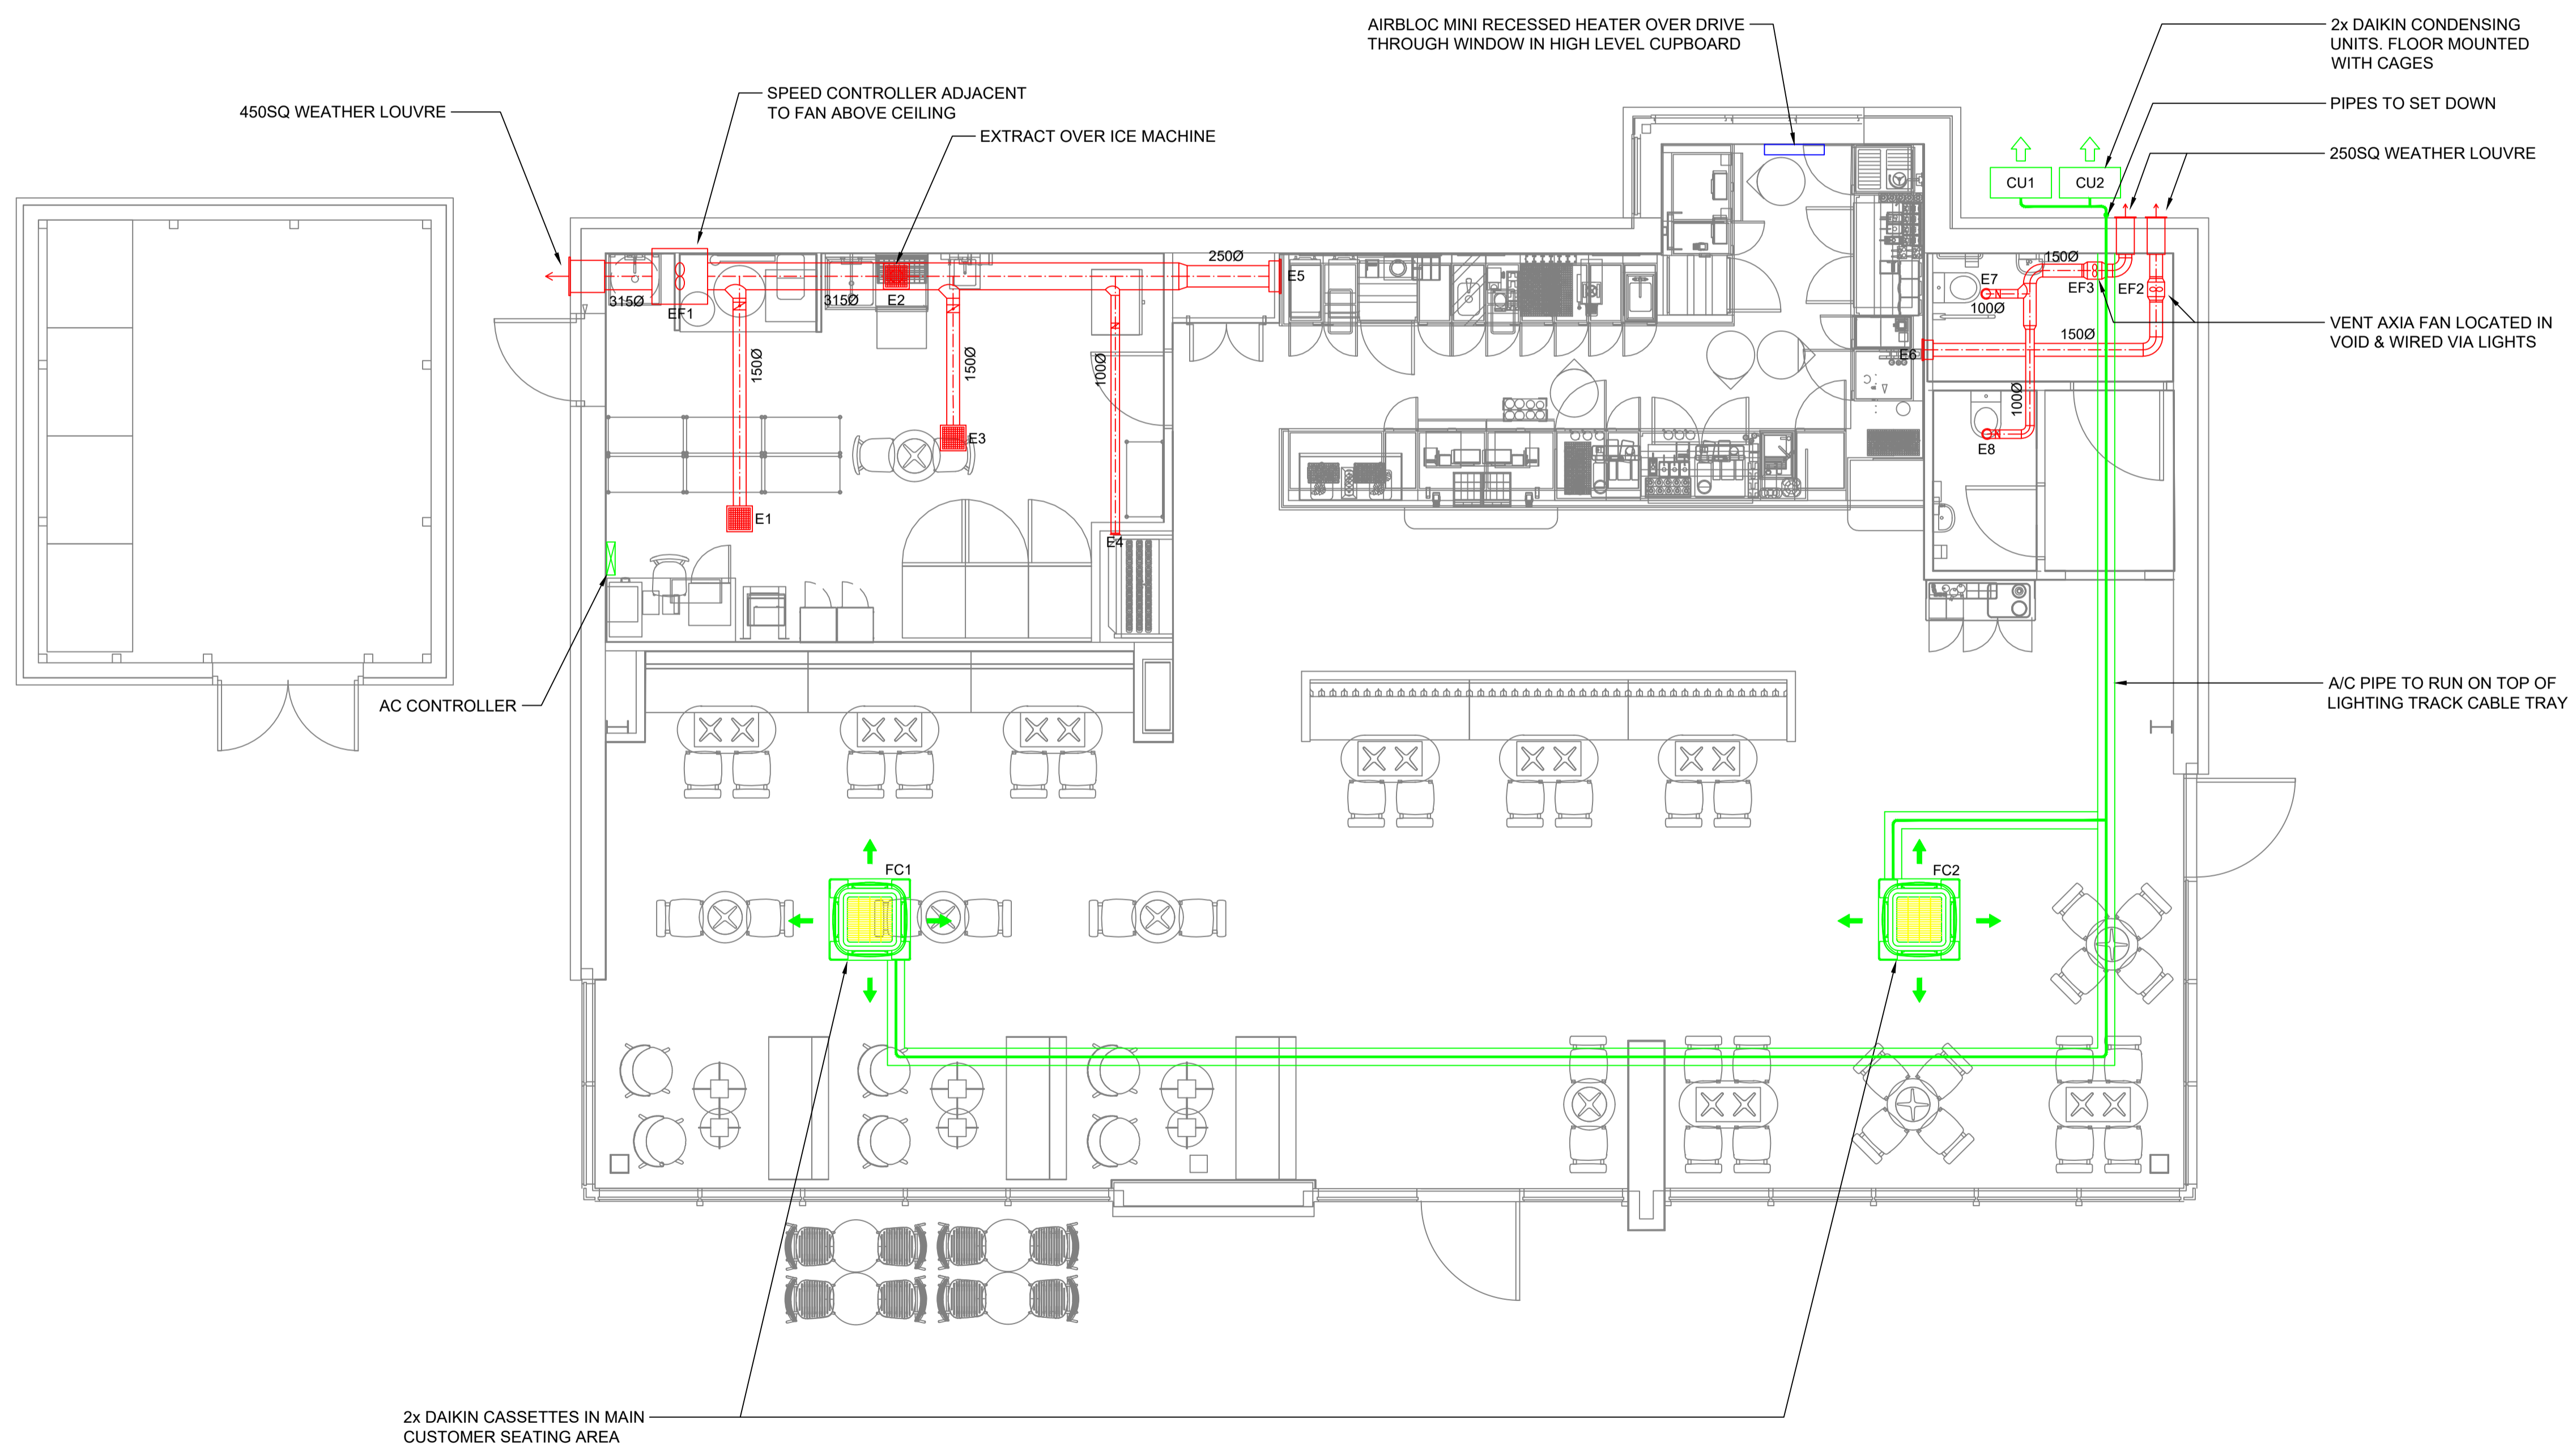 AIRBLOC MINI RECESSED HEATER OVER DRIVE
THROUGH WINDOW IN HIGH LEVEL CUPBOARD
2x DAIKIN CONDENSING
UNITS. FLOOR MOUNTED
WITH CAGES
SPEED CONTROLLER ADJACENT
TO FAN ABOVE CEILING
450SQ WEATHER LOUVRE
PIPES TO SET DOWN
EXTRACT OVER ICE MACHINE
250SQ WEATHER LOUVRE
CU1
CU2
250Ø
150Ø
E5
E7
EF3
EF2
315Ø
EF1
315Ø
E2
100Ø
VENT AXIA FAN LOCATED IN
VOID & WIRED VIA LIGHTS
150Ø
E6
150Ø
150Ø
100Ø
100Ø
E3
E8
E1
E4
A/C PIPE TO RUN ON TOP OF
LIGHTING TRACK CABLE TRAY
AC CONTROLLER
FC1
FC2
2x DAIKIN CASSETTES IN MAIN
CUSTOMER SEATING AREA